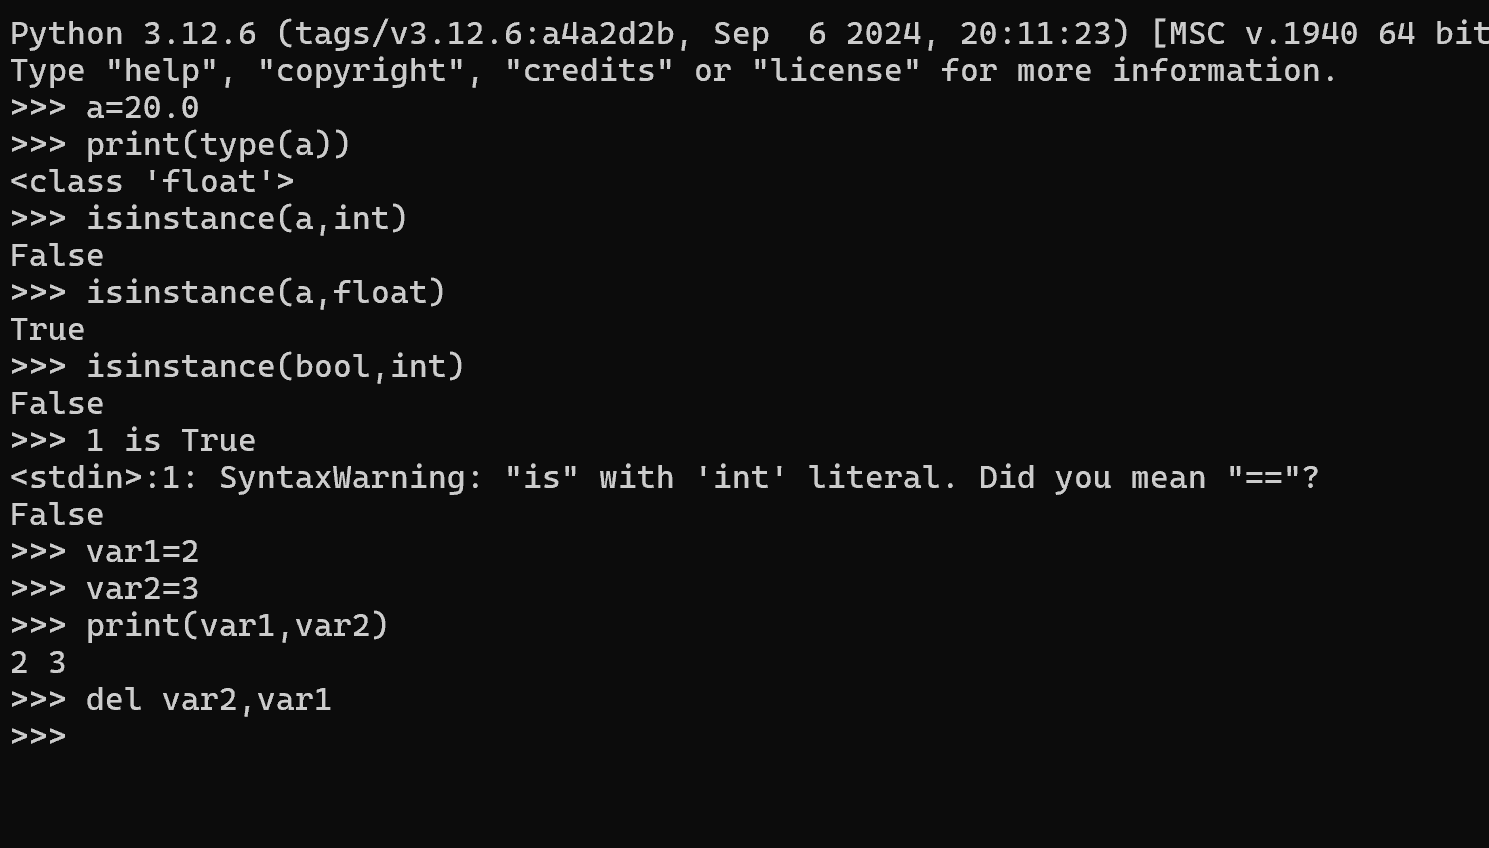 Python 3.12.6 (tags/v3.12.6:a4a2d2b, Sep  6 2024, 20:11:23) [MSC v.1940 64 bit
Type "help", "copyright", "credits" or "license" for more information.
>>> a=20.0
>>> print(type(a))
<class 'float'>
>>> isinstance(a,int)
False
>>> isinstance(a,float)
True
>>> isinstance(bool,int)
False
>>> 1 is True
<stdin>:1: SyntaxWarning: "is" with 'int' literal. Did you mean "=="?
False
>>> var1=2
>>> var2=3
>>> print(var1,var2)
2 3
>>> del var2,var1
>>>